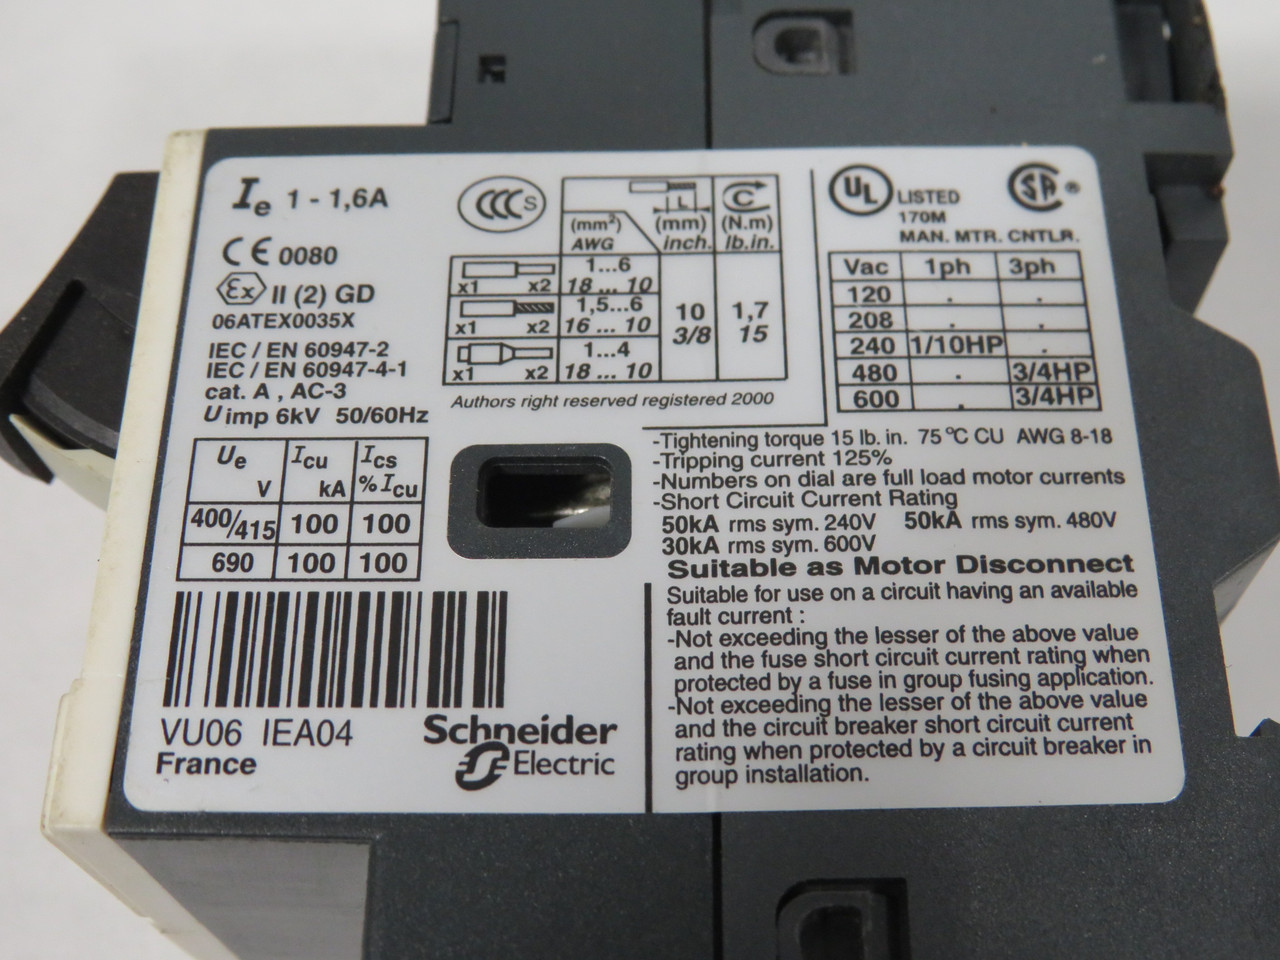 Ie 1 - 1,6A
CE 0080
Ex II (2) GD
06ATEX0035X
IEC / EN 60947-2
IEC / EN 60947-4-1
cat. A , AC-3
U imp 6kV 50/60Hz
Ue V Icu kA Ics % Icu
400/415 100 100
690 100 100
VU06 IEA04
France
Schneider
Electric
CCC S
L
C
(mm²) (mm) (N.m)
AWG inch. lb.in.
x1 x2 1...6
18 ... 10
x1 x2 1,5...6
16 ... 10
x1 x2 1...4
18 ... 10
10 1,7
3/8 15
Authors right reserved registered 2000
UL LISTED
170M
MAN. MTR. CNTLR.
SA ®
Vac 1ph 3ph
120 . .
208 . .
240 1/10HP .
480 . 3/4HP
600 . 3/4HP
-Tightening torque 15 lb. in. 75 °C CU AWG 8-18
-Tripping current 125%
-Numbers on dial are full load motor currents
-Short Circuit Current Rating
50kA rms sym. 240V 50kA rms sym. 480V
30kA rms sym. 600V
Suitable as Motor Disconnect
Suitable for use on a circuit having an available
fault current :
-Not exceeding the lesser of the above value
and the fuse short circuit current rating when
protected by a fuse in group fusing application.
-Not exceeding the lesser of the above value
and the circuit breaker short circuit current
rating when protected by a circuit breaker in
group installation.